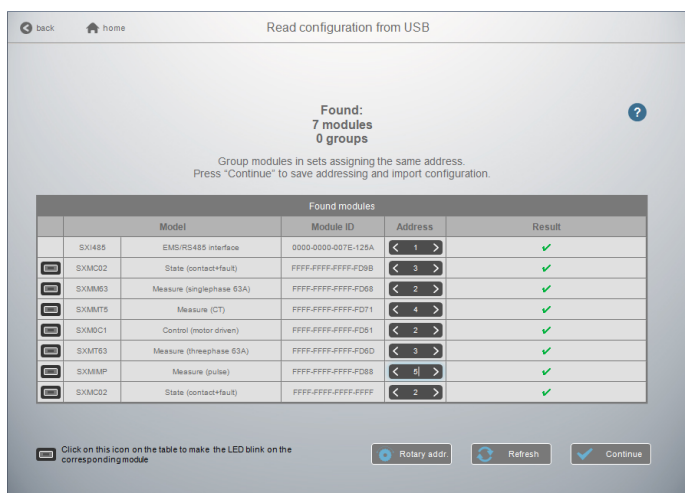 back
home
Read configuration from USB
Found:
7 modules
0 groups
?
Group modules in sets assigning the same address.
Press "Continue" to save addressing and import configuration.
Found modules
Model Module ID Address Result
SXI485 EMS/RS485 interface 0000-0000-007E-125A 1
SXMC02 State (contact+fault) FFFF-FFFF-FFFF-FD9B 3
SXMM63 Measure (singlephase 63A) FFFF-FFFF-FFFF-FD68 2
SXMMT5 Measure (CT) FFFF-FFFF-FFFF-FD71 4
SXM0C1 Control (motor driven) FFFF-FFFF-FFFF-FD51 2
SXMT63 Measure (threephase 63A) FFFF-FFFF-FFFF-FD6D 3
SXMIMP Measure (pulse) FFFF-FFFF-FFFF-FD88 5
SXMC02 State (contact+fault) FFFF-FFFF-FFFF-FFFF 2
Click on this icon on the table to make the LED blink on the
corresponding module
Rotary addr.
Refresh
Continue